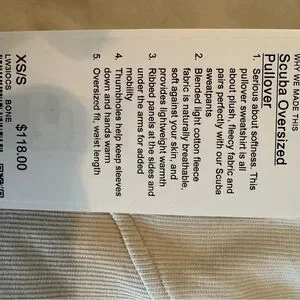 WHY WE MADE THIS
Scuba Oversized
Pullover
1. Serious about softness. This
pullover sweatshirt is all
about plush, fleecy fabric and
pairs perfectly with our Scuba
sweatpants
2. Blended light cotton fleece
fabric is naturally breathable,
soft against your skin, and
provides lightweight warmth
3. Ribbed panels at the sides and
under the arms for added
mobility
4. Thumbholes help keep sleeves
down and hands warm
5. Oversized fit, waist length
XS/S $118.00
LW3IOCS BONE